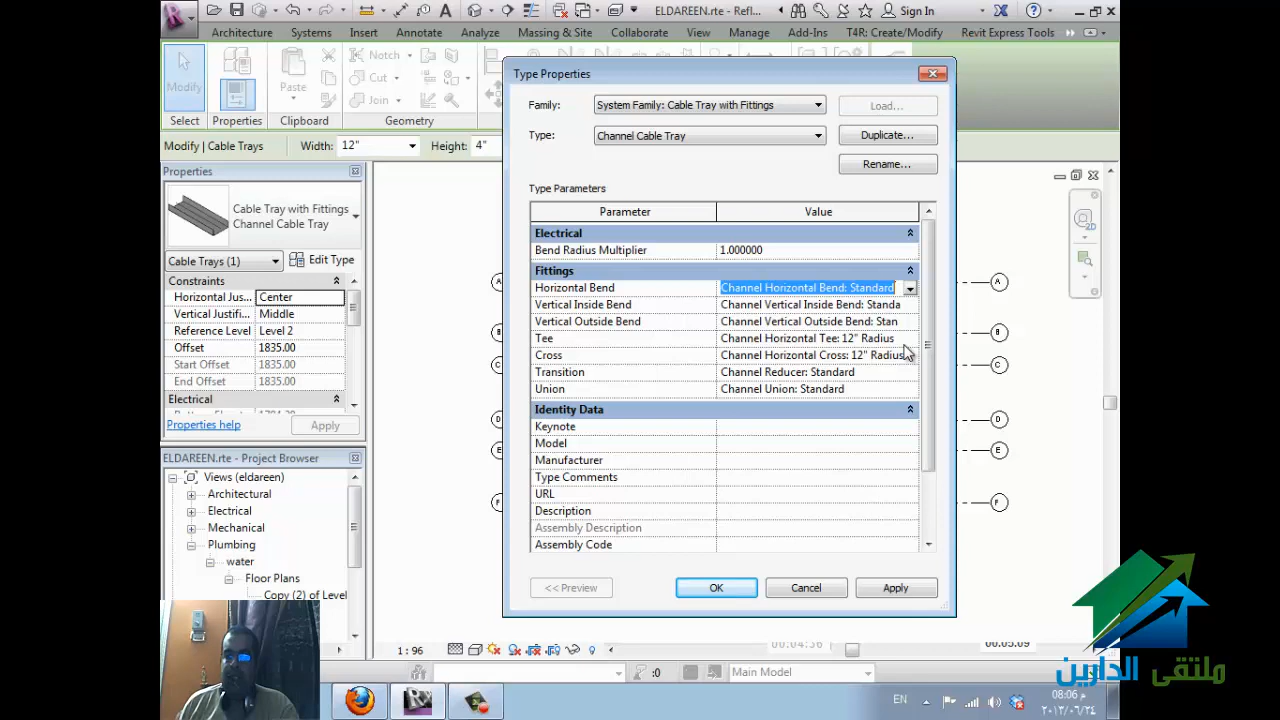 ELDAREEN.rte - Refl...
Sign In
Architecture Systems Insert Annotate Analyze Massing & Site Collaborate View Manage Add-Ins T4R: Create/Modify Revit Express Tools
Modify
Paste
Notch
Cut
Join
Select Properties Clipboard Geometry
Modify | Cable Trays Width: 12" Height: 4"
Properties
Cable Tray with Fittings
Channel Cable Tray
Cable Trays (1) Edit Type
Constraints
Horizontal Jus... Center
Vertical Justifi... Middle
Reference Level Level 2
Offset 1835.00
Start Offset 1835.00
End Offset 1835.00
Electrical
Properties help Apply
ELDAREEN.rte - Project Browser
Views (eldareen)
Architectural
Electrical
Mechanical
Plumbing
water
Floor Plans
Copy (2) of Level
Type Properties
Family: System Family: Cable Tray with Fittings Load...
Type: Channel Cable Tray Duplicate...
Rename...
Type Parameters
Parameter Value
Electrical
Bend Radius Multiplier 1.000000
Fittings
Horizontal Bend Channel Horizontal Bend: Standard
Vertical Inside Bend Channel Vertical Inside Bend: Standa
Vertical Outside Bend Channel Vertical Outside Bend: Stan
Tee Channel Horizontal Tee: 12" Radius
Cross Channel Horizontal Cross: 12" Radius
Transition Channel Reducer: Standard
Union Channel Union: Standard
Identity Data
Keynote
Model
Manufacturer
Type Comments
URL
Description
Assembly Description
Assembly Code
<< Preview OK Cancel Apply
2D
A
B
C
D
E
F
1 : 96
:0 Main Model
ملتقى الدارين
EN
08:06 م
٢٠١٣/٠٦/٢٤